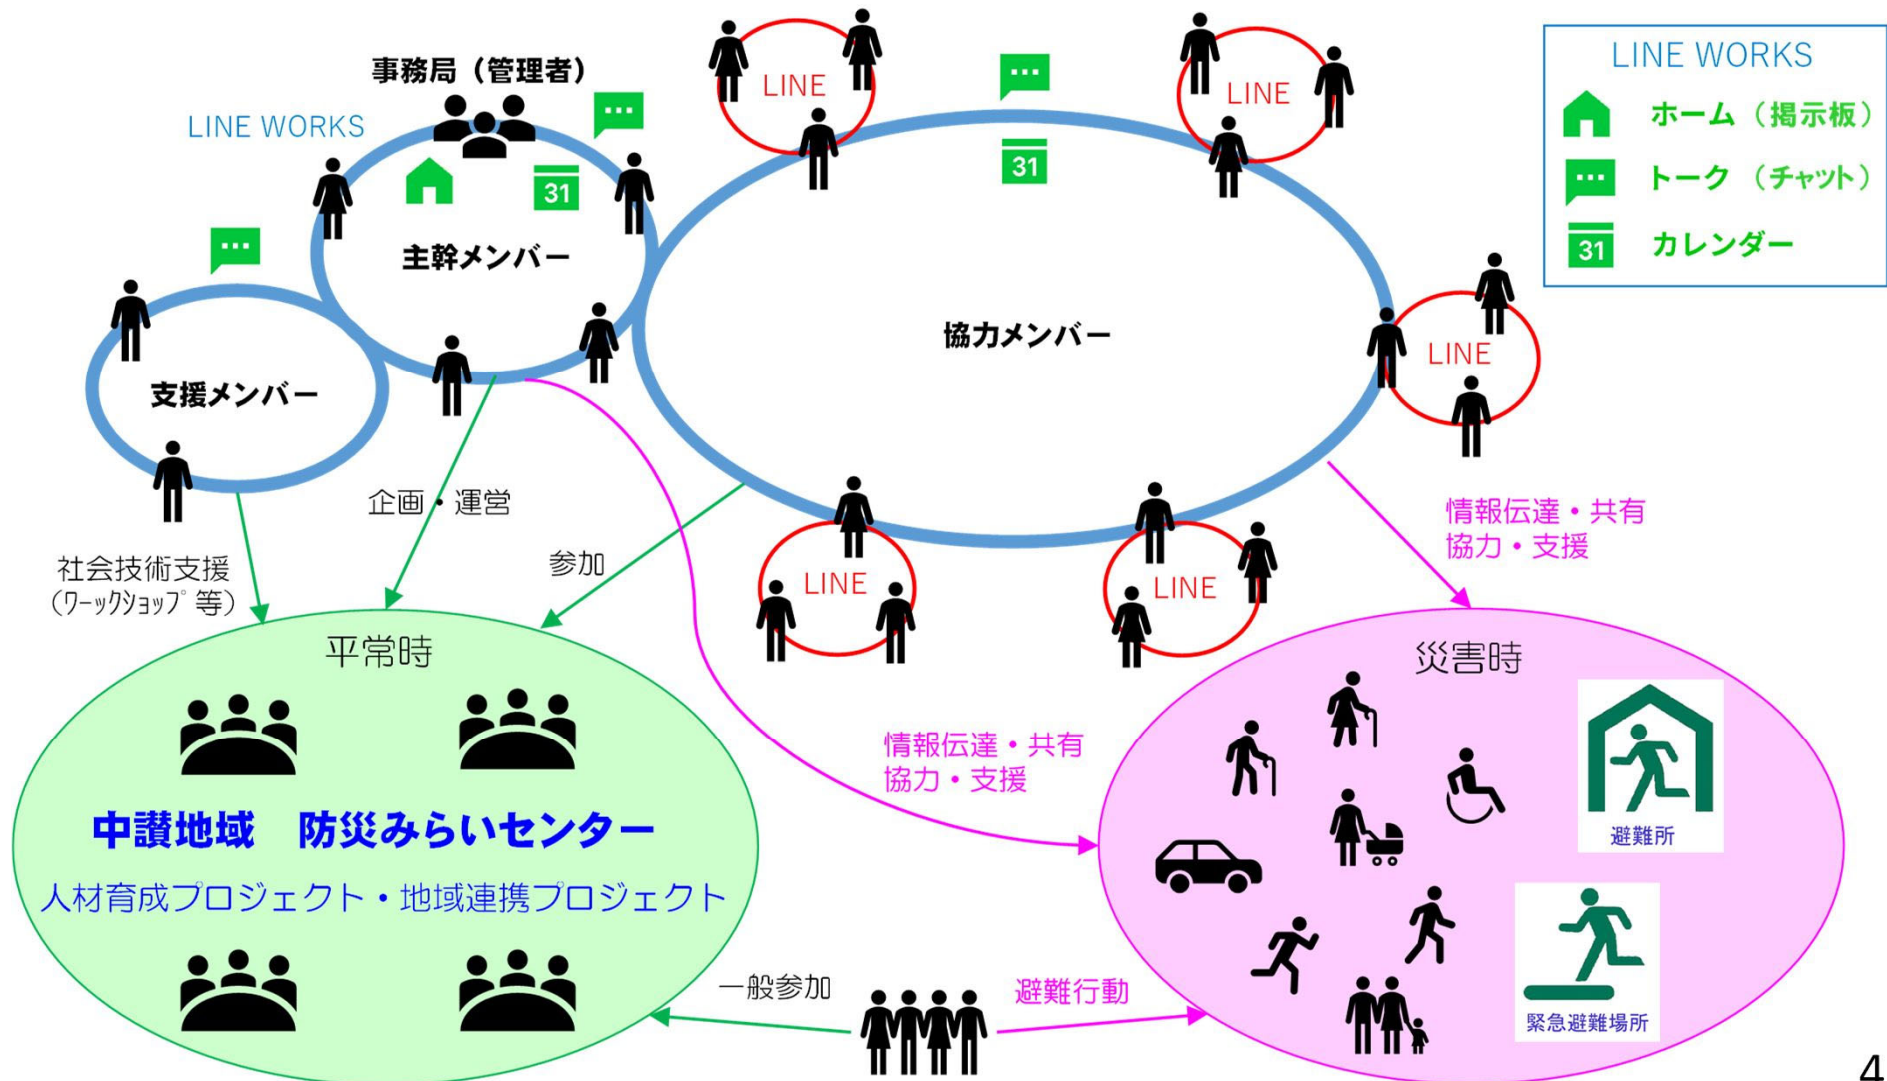 事務局（管理者）
LINE WORKS
31
主幹メンバー
支援メンバー
LINE
LINE
31
協力メンバー
LINE
LINE
LINE
LINE WORKS
ホーム（掲示板）
トーク（チャット）
31 カレンダー
企画・運営
社会技術支援
（ワークショップ等）
参加
情報伝達・共有
協力・支援
情報伝達・共有
協力・支援
平常時
中讃地域　防災みらいセンター
人材育成プロジェクト・地域連携プロジェクト
災害時
避難所
緊急避難場所
一般参加
避難行動
4